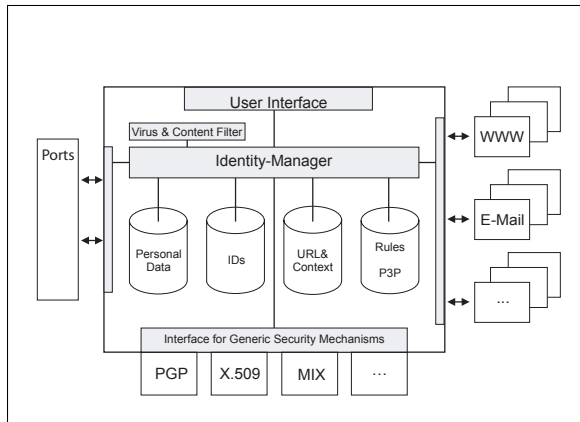 User Interface
Virus & Content Filter
Ports
Identity-Manager
WWW
Personal
Data
IDs
URL&
Context
Rules
P3P
E-Mail
...
Interface for Generic Security Mechanisms
PGP
X.509
MIX
...